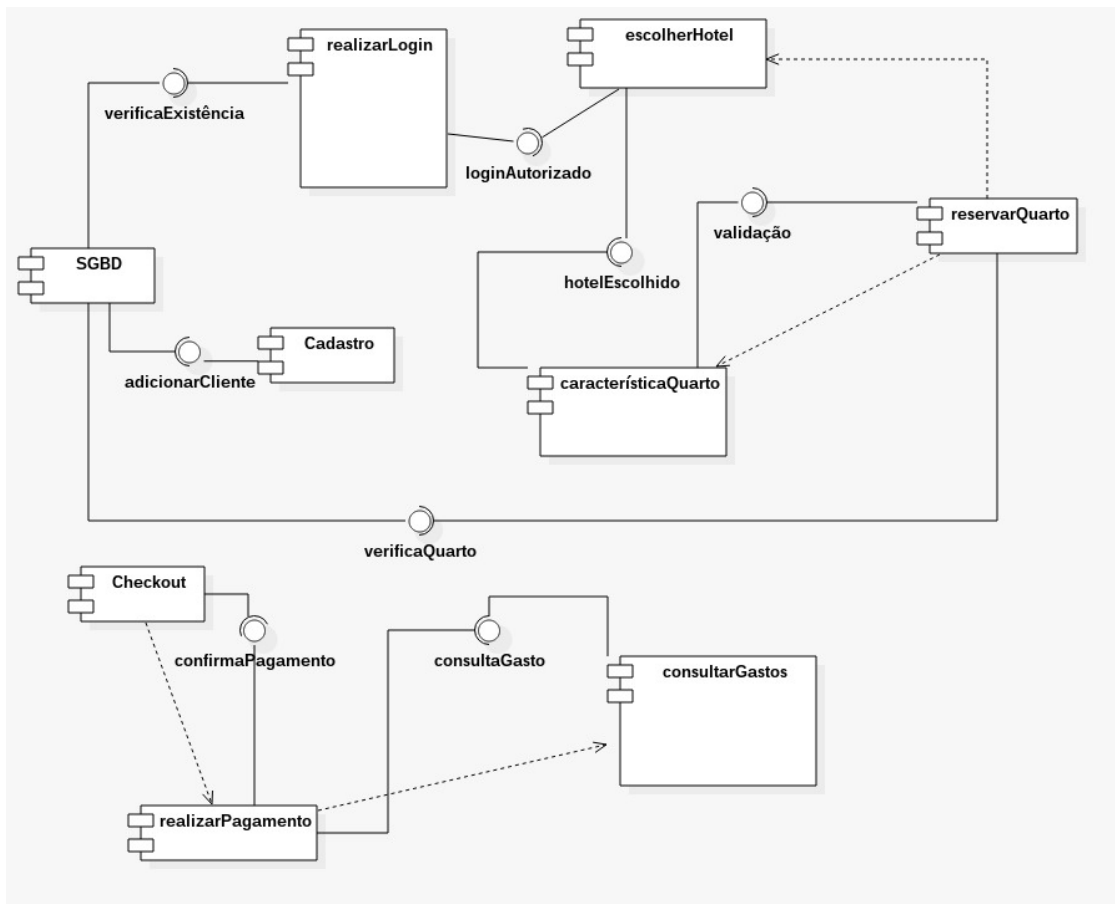 realizarLogin
escolherHotel
verificaExistência
loginAutorizado
reservarQuarto
validação
SGBD
hotelEscolhido
Cadastro
adicionarCliente
característicaQuarto
verificaQuarto
Checkout
confirmaPagamento
consultaGasto
consultarGastos
realizarPagamento